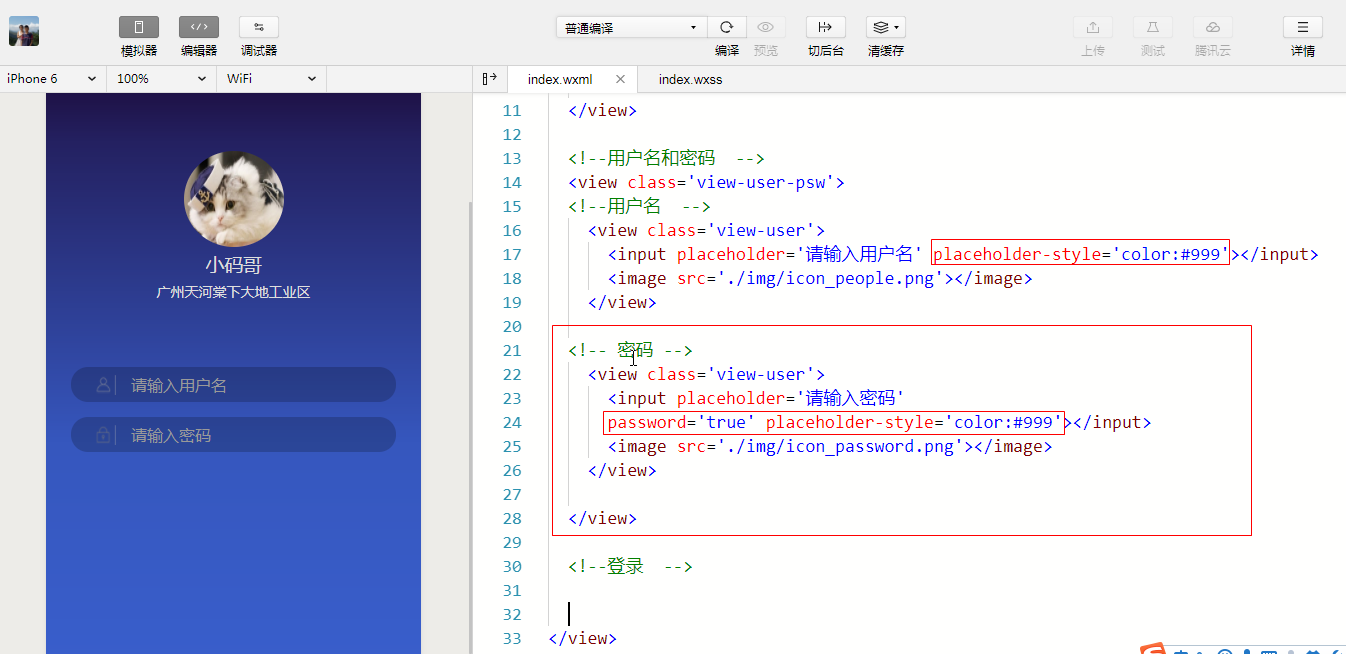 模拟器 编辑器 调试器 普通编译 编译 预览 切后台 清缓存 上传 测试 腾讯云 详情
iPhone 6 100% WiFi index.wxml index.wxss
小码哥
广州天河棠下大地工业区
请输入用户名
请输入密码
11 </view>
12
13 <!--用户名和密码  -->
14 <view class='view-user-psw'>
15 <!--用户名  -->
16 <view class='view-user'>
17 <input placeholder='请输入用户名' placeholder-style='color:#999'></input>
18 <image src='./img/icon_people.png'></image>
19 </view>
20
21 <!-- 密码 -->
22 <view class='view-user'>
23 <input placeholder='请输入密码'
24 password='true' placeholder-style='color:#999'></input>
25 <image src='./img/icon_password.png'></image>
26 </view>
27
28 </view>
29
30 <!--登录  -->
31
32
33 </view>